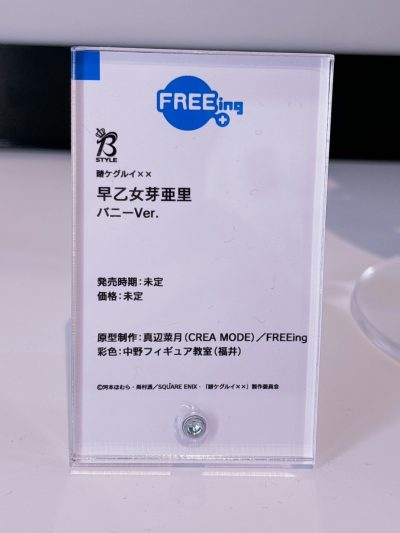 FREEing
B
STYLE
賭ケグルイ××
早乙女芽亜里
バニーVer.
発売時期:未定
価格:未定
原型制作:真辺菜月(CREA MODE)/FREEing
彩色:中野フィギュア教室(福井)
©河本ほむら・尚村透/SQUARE ENIX・「賭ケグルイ××」製作委員会